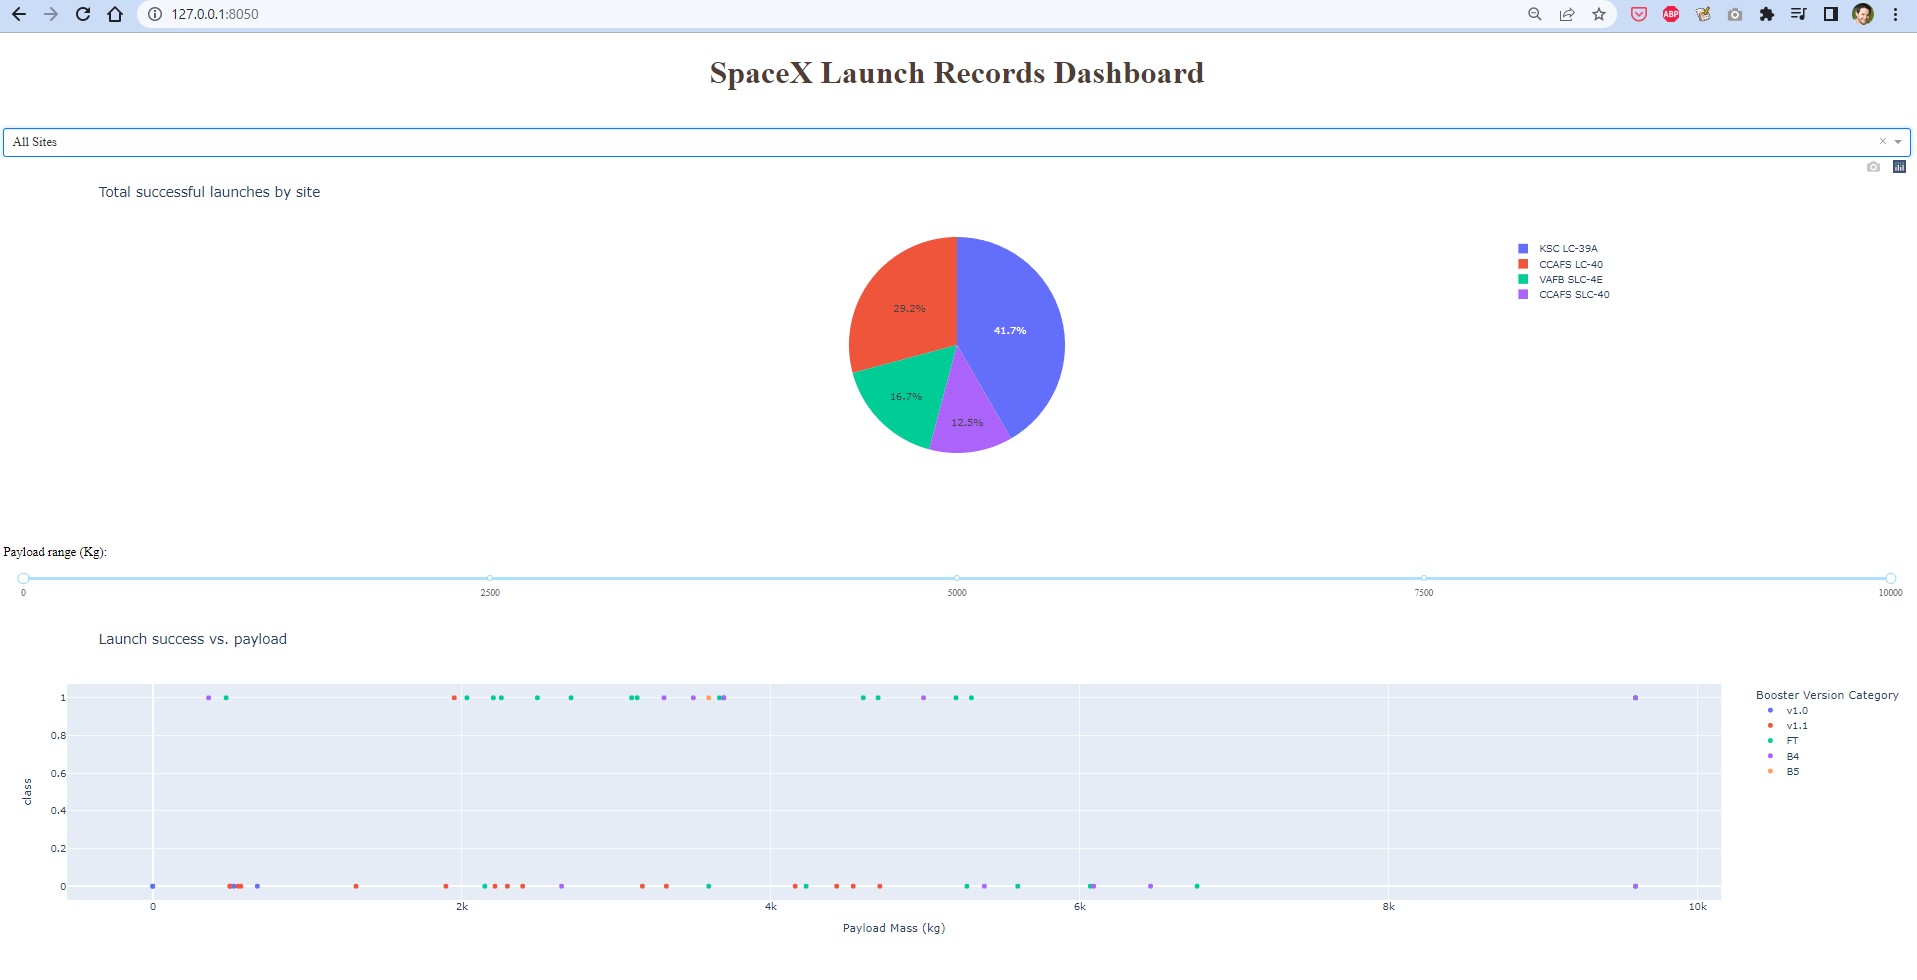 127.0.0.1:8050
ABP
SpaceX Launch Records Dashboard
All Sites
Total successful launches by site
KSC LC-39A
CCAFS LC-40
VAFB SLC-4E
CCAFS SLC-40
29.2%
41.7%
16.7%
12.5%
Payload range (Kg):
0 2500 5000 7500 10000
Launch success vs. payload
Booster Version Category
v1.0
v1.1
FT
B4
B5
class
1
0.8
0.6
0.4
0.2
0
0 2k 4k 6k 8k 10k
Payload Mass (kg)